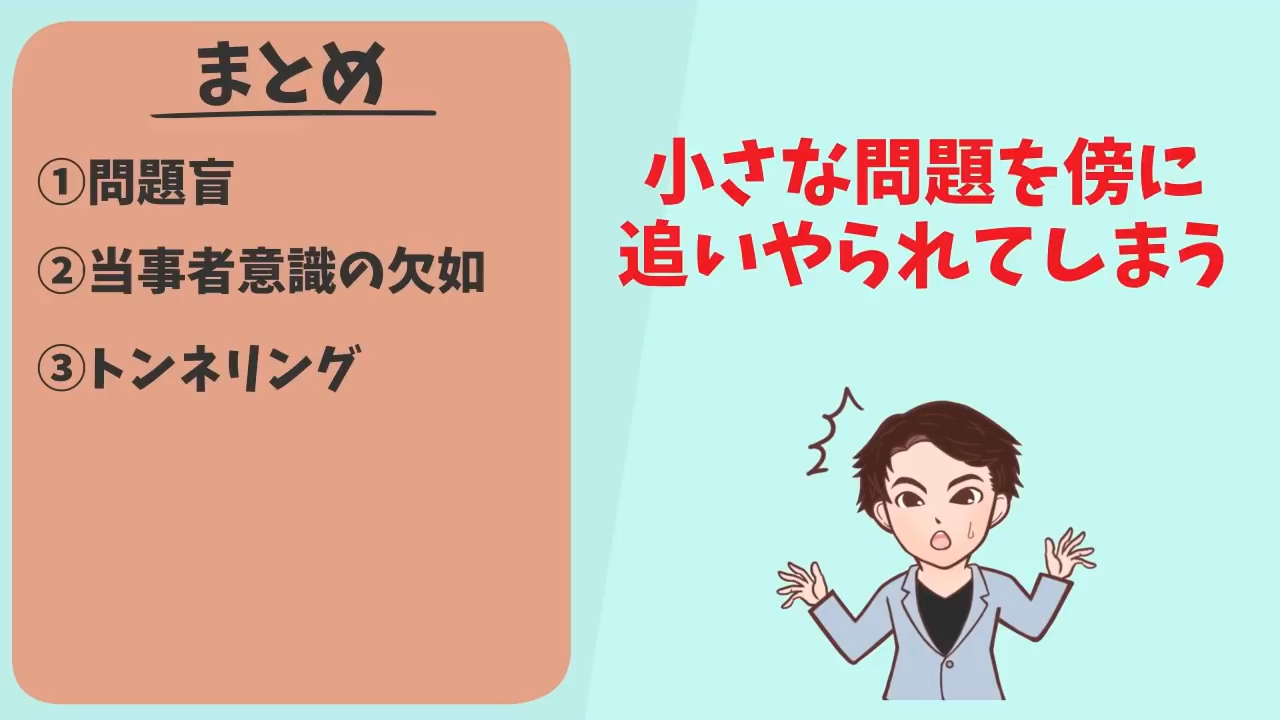 まとめ
①問題盲
②当事者意識の欠如
③トンネリング
小さな問題を傍に
追いやられてしまう